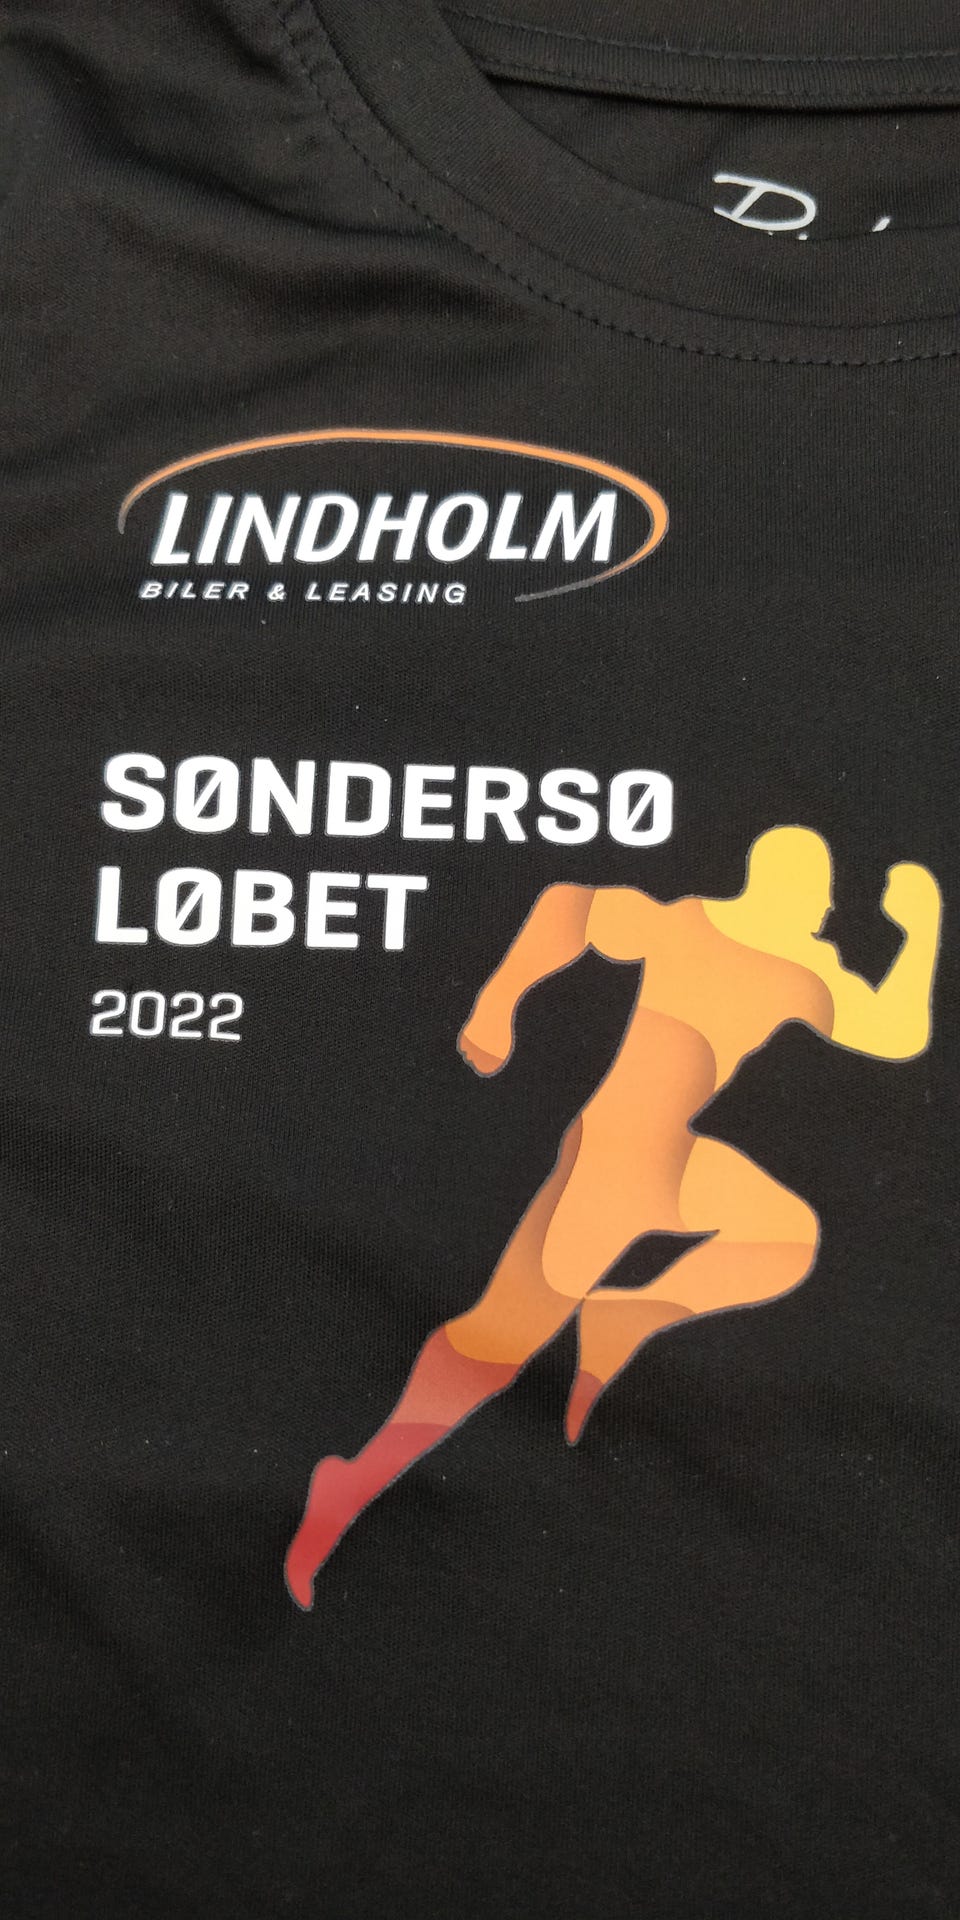 LINDHOLM
BILER & LEASING
SØNDERSØ
LØBET
2022